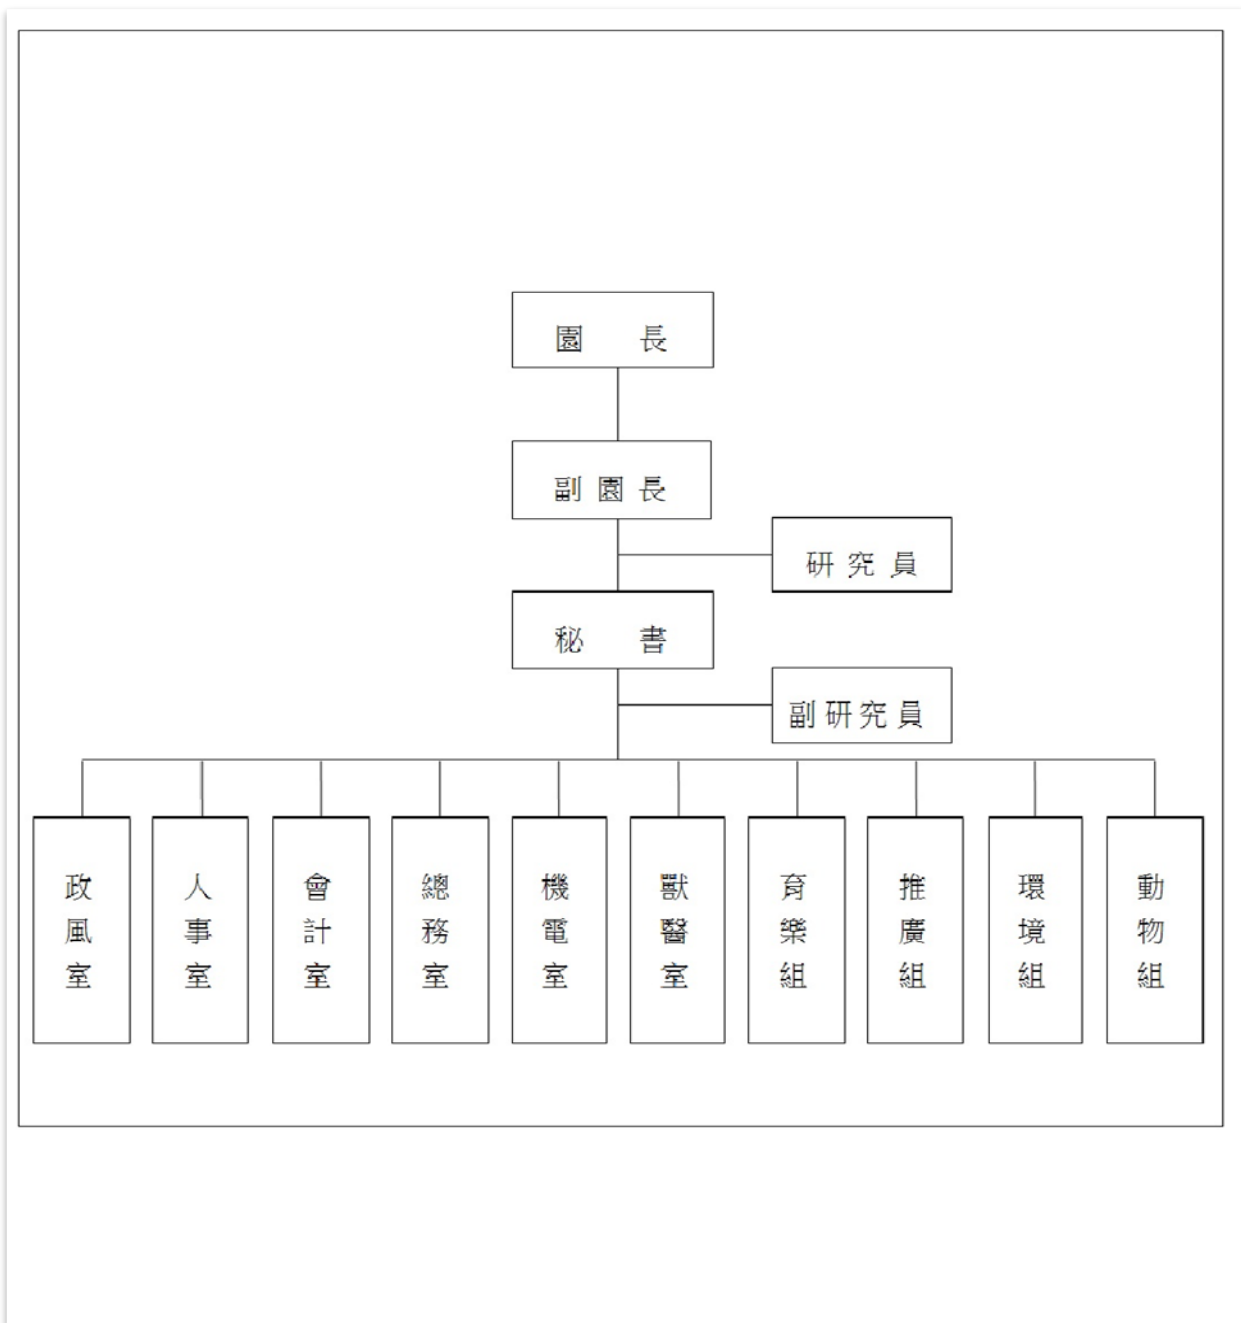 園長
副園長
研究員
秘書
副研究員
政風室
人事室
會計室
總務室
機電室
獸醫室
育樂組
推廣組
環境組
動物組